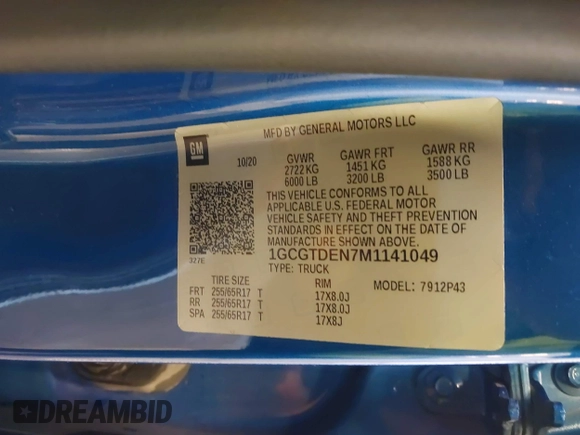 MFD BY GENERAL MOTORS LLC
GM
10/20
GVWR GAWR FRT GAWR RR
2722 KG 1451 KG 1588 KG
6000 LB 3200 LB 3500 LB
THIS VEHICLE CONFORMS TO ALL
APPLICABLE U.S. FEDERAL MOTOR
VEHICLE SAFETY AND THEFT PREVENTION
STANDARDS IN EFFECT ON THE DATE OF
MANUFACTURE SHOWN ABOVE.
327E
1GCGTDEN7M1141049
TYPE: TRUCK
TIRE SIZE RIM MODEL: 7912P43
FRT 255/65R17 T 17X8.0J
RR 255/65R17 T 17X8.0J
SPA 255/65R17 T 17X8J
DREAMBID